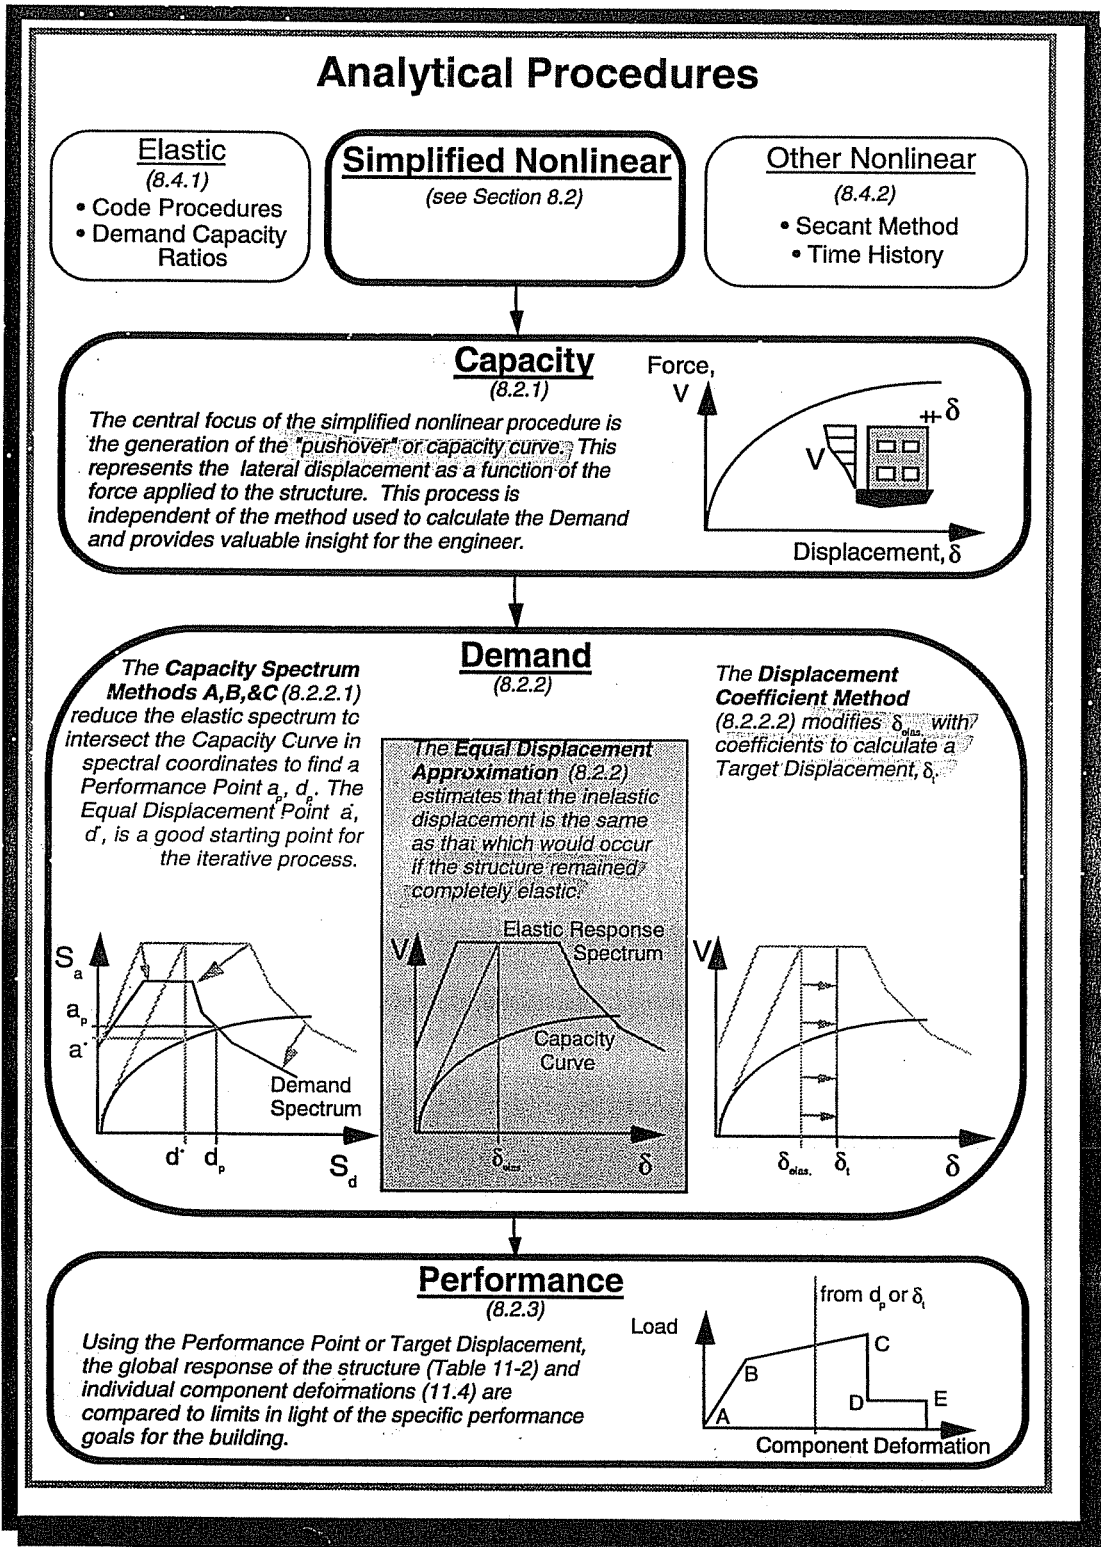 Analytical Procedures
Elastic
(8.4.1)
• Code Procedures
• Demand Capacity
Ratios
Simplified Nonlinear
(see Section 8.2)
Other Nonlinear
(8.4.2)
• Secant Method
• Time History
Capacity
(8.2.1)
The central focus of the simplified nonlinear procedure is
the generation of the "pushover" or capacity curve. This
represents the lateral displacement as a function of the
force applied to the structure. This process is
independent of the method used to calculate the Demand
and provides valuable insight for the engineer.
Force,
V
δ
V
Displacement, δ
Demand
(8.2.2)
The Capacity Spectrum
Methods A,B,&C (8.2.2.1)
reduce the elastic spectrum to
intersect the Capacity Curve in
spectral coordinates to find a
Performance Point aₚ, dₚ. The
Equal Displacement Point a*,
d*, is a good starting point for
the iterative process.
The Equal Displacement
Approximation (8.2.2)
estimates that the inelastic
displacement is the same
as that which would occur
if the structure remained
completely elastic.
The Displacement
Coefficient Method
(8.2.2.2) modifies δelas. with
coefficients to calculate a
Target Displacement, δt.
Sa
ap
a*
Demand
Spectrum
d*
dp
Sd
V
Elastic Response
Spectrum
Capacity
Curve
δelas.
δ
V
δelas.
δt
δ
Performance
(8.2.3)
Using the Performance Point or Target Displacement,
the global response of the structure (Table 11-2) and
individual component deformations (11.4) are
compared to limits in light of the specific performance
goals for the building.
Load
from dp or δt
A
B
C
D
E
Component Deformation